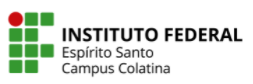 INSTITUTO FEDERAL
Espírito Santo
Campus Colatina